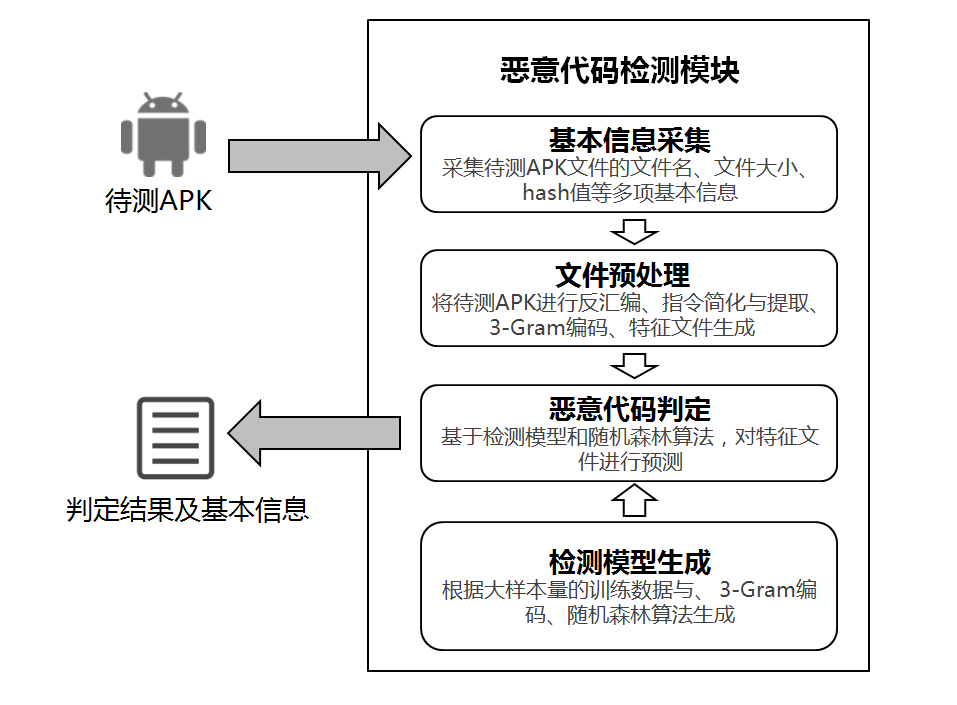 恶意代码检测模块
待测APK
基本信息采集
采集待测APK文件的文件名、文件大小、
hash值等多项基本信息
文件预处理
将待测APK进行反汇编、指令简化与提取、
3-Gram编码、特征文件生成
恶意代码判定
基于检测模型和随机森林算法，对特征文
件进行预测
判定结果及基本信息
检测模型生成
根据大样本量的训练数据与、 3-Gram编
码、随机森林算法生成